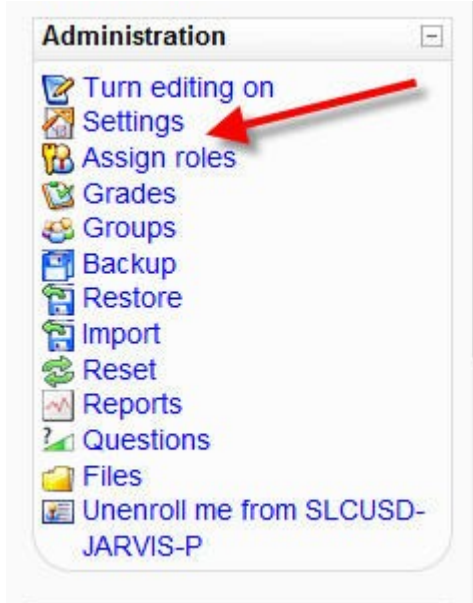 Administration
Turn editing on
Settings
Assign roles
Grades
Groups
Backup
Restore
Import
Reset
Reports
Questions
Files
Unenroll me from SLCUSD-
JARVIS-P